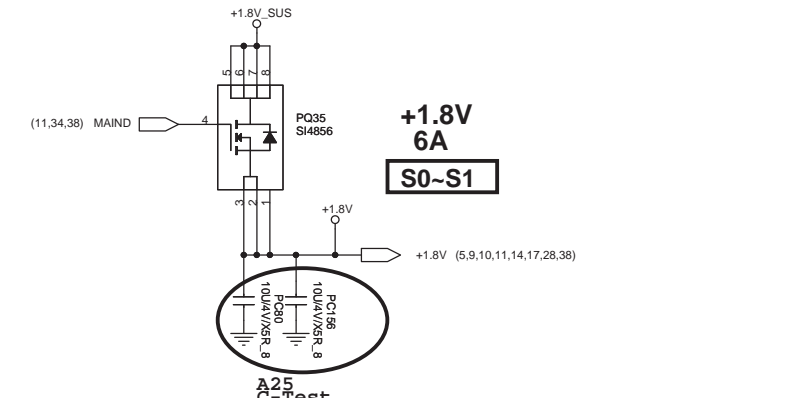 +1.8V_SUS
5 6 7 8
(11,34,38) MAIND
4
PQ35
SI4856
+1.8V
6A
S0~S1
3 2 1
+1.8V
+1.8V (5,9,10,11,14,17,28,38)
PC80
10U/4V/X5R_8
PC156
10U/4V/X5R_8
A25
C-Test